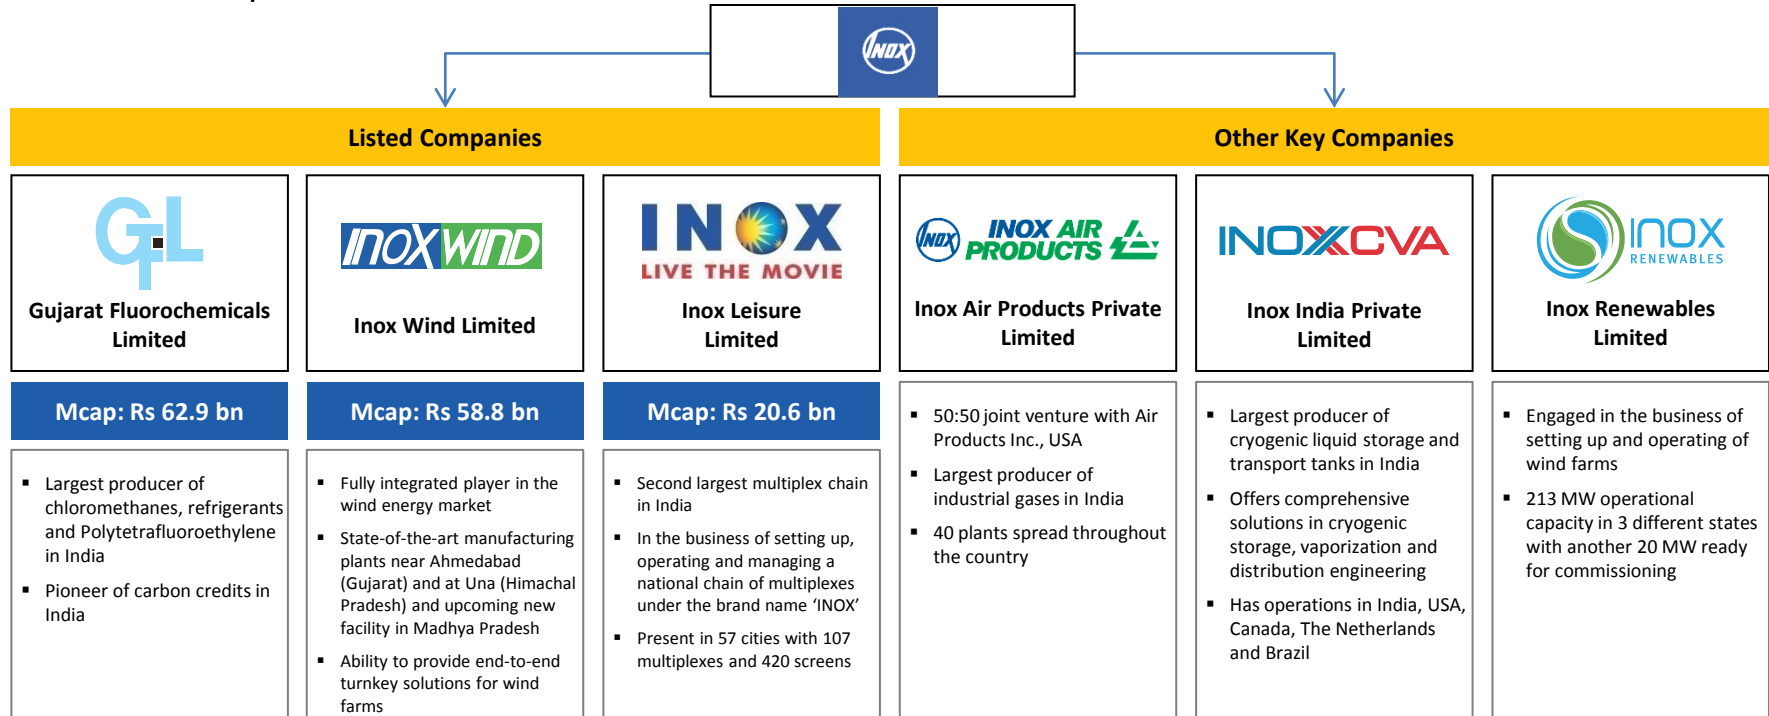 INOX
Listed Companies
Other Key Companies
GFL
Gujarat Fluorochemicals
Limited
INOXWIND
Inox Wind Limited
INOX
LIVE THE MOVIE
Inox Leisure
Limited
INOX
INOX AIR
PRODUCTS
Inox Air Products Private
Limited
INOXCVA
Inox India Private
Limited
INOX
RENEWABLES
Inox Renewables
Limited
Mcap: Rs 62.9 bn
▪ Largest producer of
chloromethanes, refrigerants
and Polytetrafluoroethylene
in India
▪ Pioneer of carbon credits in
India
Mcap: Rs 58.8 bn
▪ Fully integrated player in the
wind energy market
▪ State-of-the-art manufacturing
plants near Ahmedabad
(Gujarat) and at Una (Himachal
Pradesh) and upcoming new
facility in Madhya Pradesh
▪ Ability to provide end-to-end
turnkey solutions for wind
farms
Mcap: Rs 20.6 bn
▪ Second largest multiplex chain
in India
▪ In the business of setting up,
operating and managing a
national chain of multiplexes
under the brand name ‘INOX’
▪ Present in 57 cities with 107
multiplexes and 420 screens
▪ 50:50 joint venture with Air
Products Inc., USA
▪ Largest producer of
industrial gases in India
▪ 40 plants spread throughout
the country
▪ Largest producer of
cryogenic liquid storage and
transport tanks in India
▪ Offers comprehensive
solutions in cryogenic
storage, vaporization and
distribution engineering
▪ Has operations in India, USA,
Canada, The Netherlands
and Brazil
▪ Engaged in the business of
setting up and operating of
wind farms
▪ 213 MW operational
capacity in 3 different states
with another 20 MW ready
for commissioning